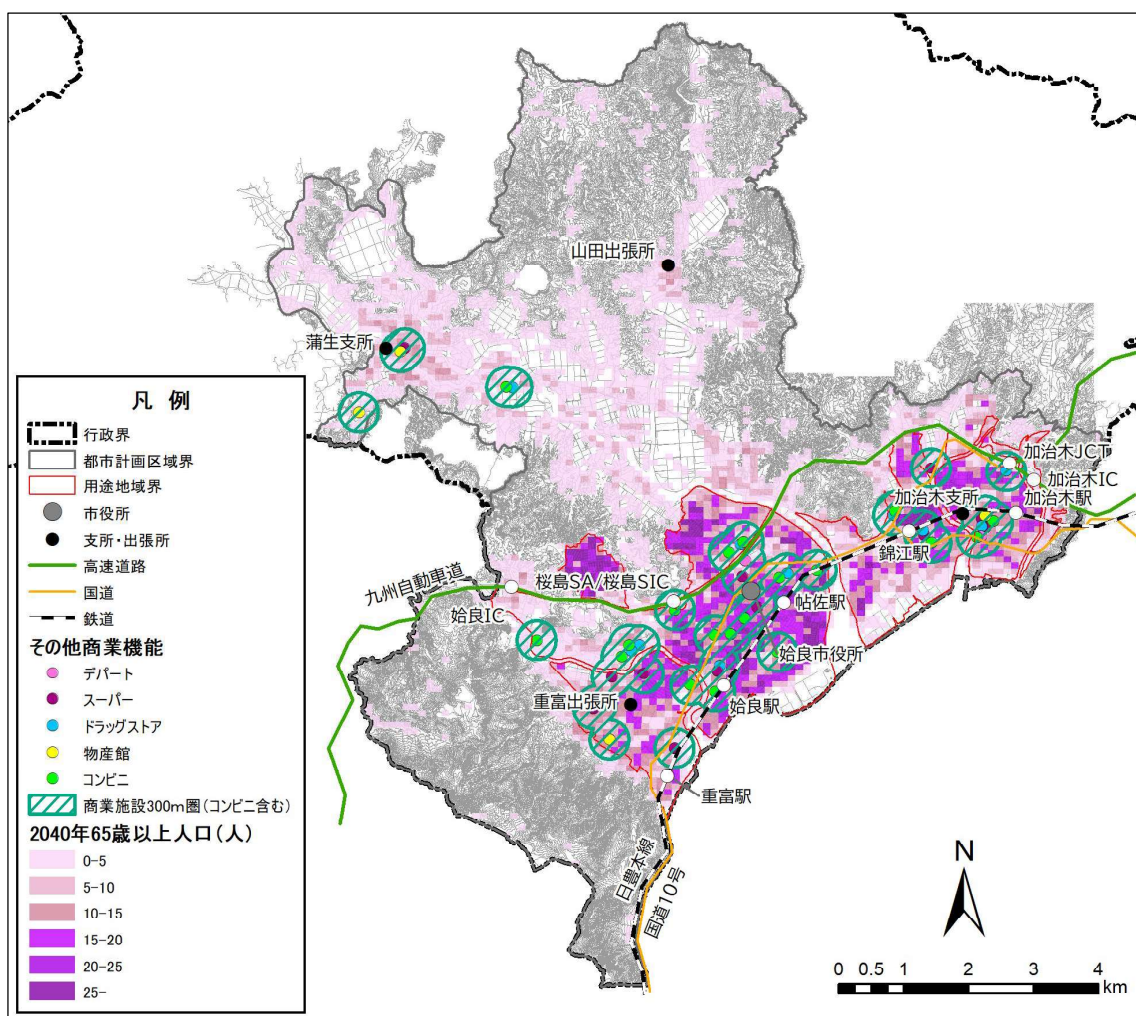 山田出張所
蒲生支所
凡 例
行政界
都市計画区域界
用途地域界
市役所
支所・出張所
高速道路
国道
鉄道
その他商業機能
デパート
スーパー
ドラッグストア
物産館
コンビニ
商業施設300m圏(コンビニ含む)
2040年65歳以上人口(人)
0-5
5-10
10-15
15-20
20-25
25-
加治木JCT
加治木IC
加治木支所
加治木駅
錦江駅
九州自動車道
桜島SA/桜島SIC
帖佐駅
姶良IC
姶良市役所
重富出張所
姶良駅
重富駅
日豊本線
国道10号
N
0 0.5 1 2 3 4
km